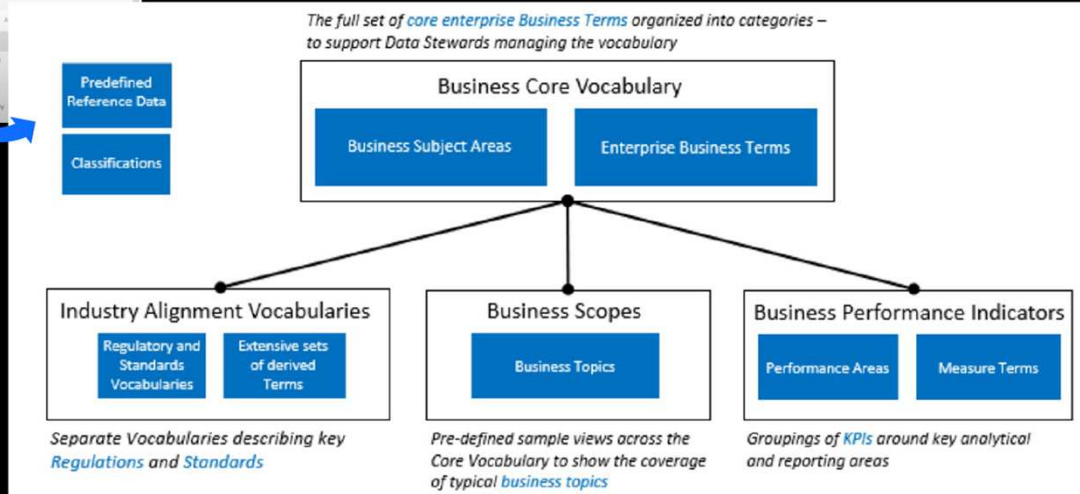 The full set of core enterprise Business Terms organized into categories –
to support Data Stewards managing the vocabulary
Predefined
Reference Data
Classifications
Business Core Vocabulary
Business Subject Areas
Enterprise Business Terms
Industry Alignment Vocabularies
Regulatory and
Standards
Vocabularies
Extensive sets
of derived
Terms
Separate Vocabularies describing key
Regulations and Standards
Business Scopes
Business Topics
Pre-defined sample views across the
Core Vocabulary to show the coverage
of typical business topics
Business Performance Indicators
Performance Areas
Measure Terms
Groupings of KPIs around key analytical
and reporting areas